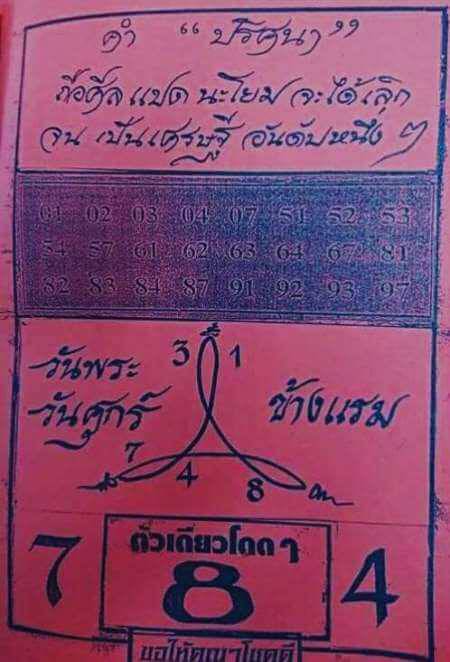 คำ “ ปริศนา ”
ถือศีลแปด นะโยม จะได้เลิก
จน เป็นเศรษฐี อันดับหนึ่ง ๆ
01 02 03 04 07 51 52 53
54 57 61 62 63 64 67 81
82 83 84 87 91 92 93 97
3 1
วันพระ
วันศุกร์
ข้างแรม
7 4 8
ตัวเดียวโดด ๆ
7 8 4
ขอให้คุณาโชคดี